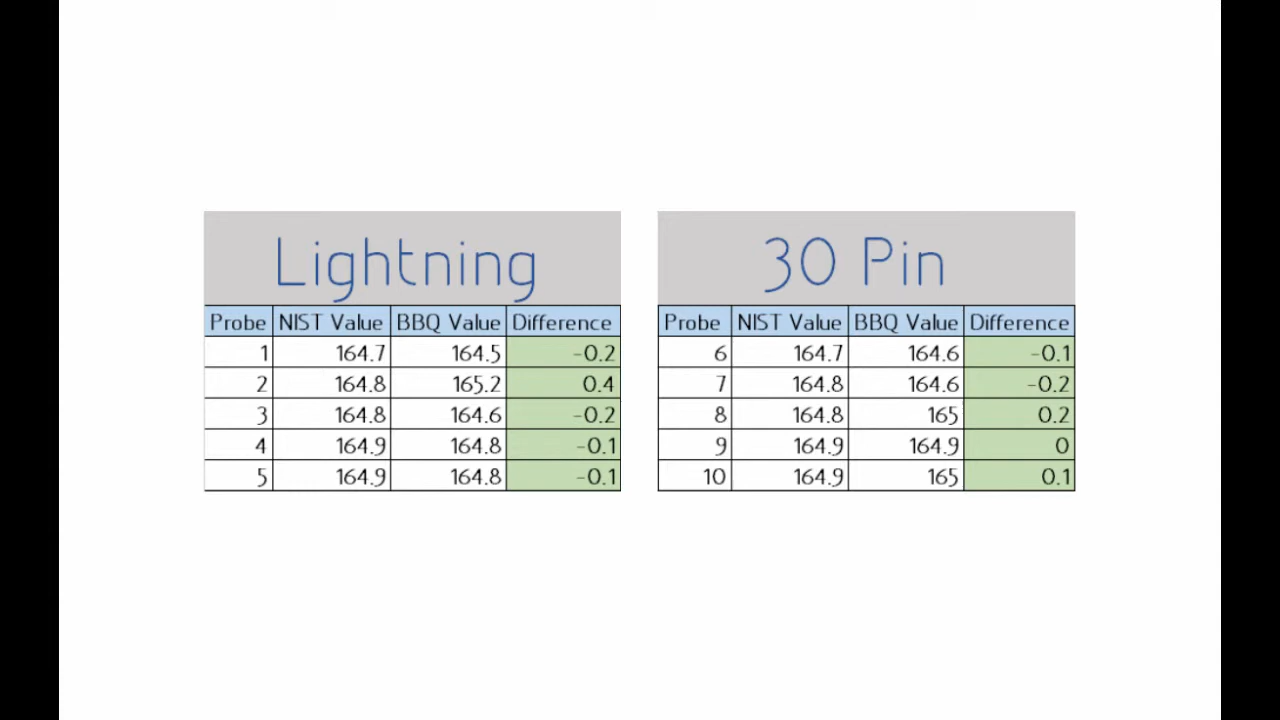 Lightning
Probe NIST Value BBQ Value Difference
1 164.7 164.5 -0.2
2 164.8 165.2 0.4
3 164.8 164.6 -0.2
4 164.9 164.8 -0.1
5 164.9 164.8 -0.1
30 Pin
Probe NIST Value BBQ Value Difference
6 164.7 164.6 -0.1
7 164.8 164.6 -0.2
8 164.8 165 0.2
9 164.9 164.9 0
10 164.9 165 0.1